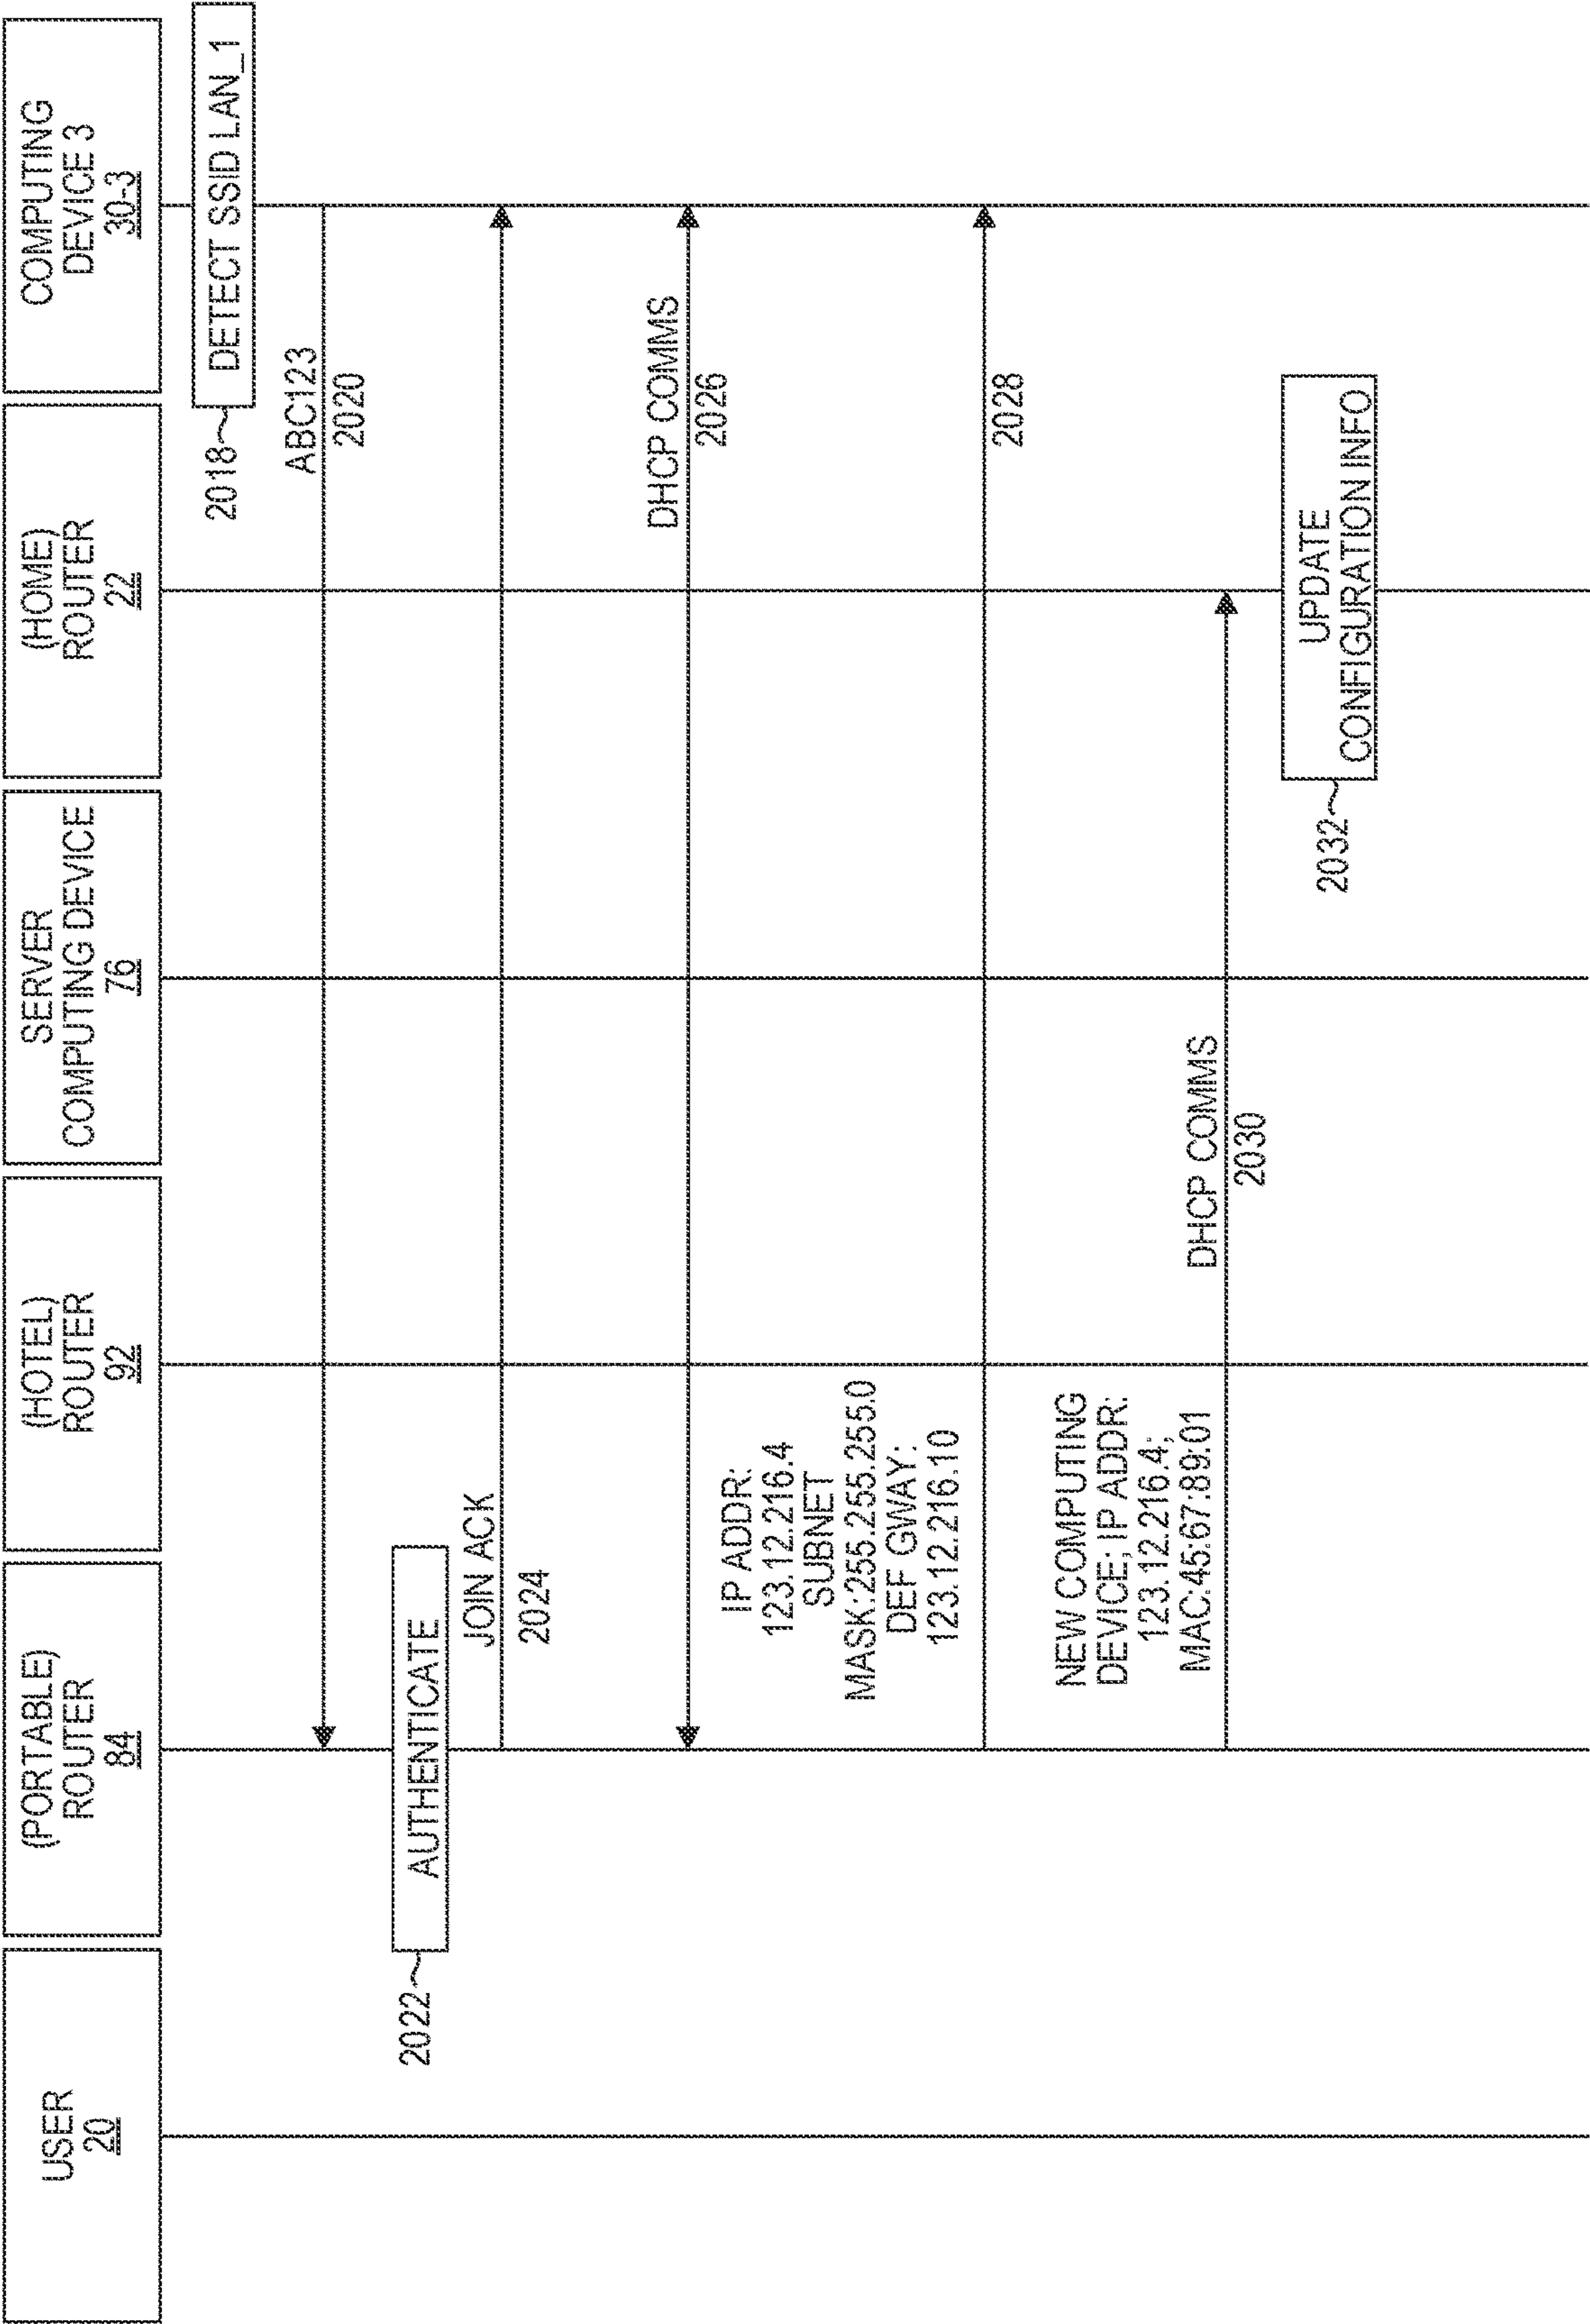 USER
20
(PORTABLE)
ROUTER
84
(HOTEL)
ROUTER
92
SERVER
COMPUTING DEVICE
76
(HOME)
ROUTER
22
COMPUTING
DEVICE 3
30-3
2018
DETECT SSID LAN_1
ABC123
2020
2022
AUTHENTICATE
JOIN ACK
2024
DHCP COMMS
2026
IP ADDR:
123.12.216.4
SUBNET
MASK:255.255.255.0
DEF GWAY:
123.12.216.10
2028
NEW COMPUTING
DEVICE; IP ADDR:
123.12.216.4;
MAC:45:67:89:01
DHCP COMMS
2030
2032
UPDATE
CONFIGURATION INFO